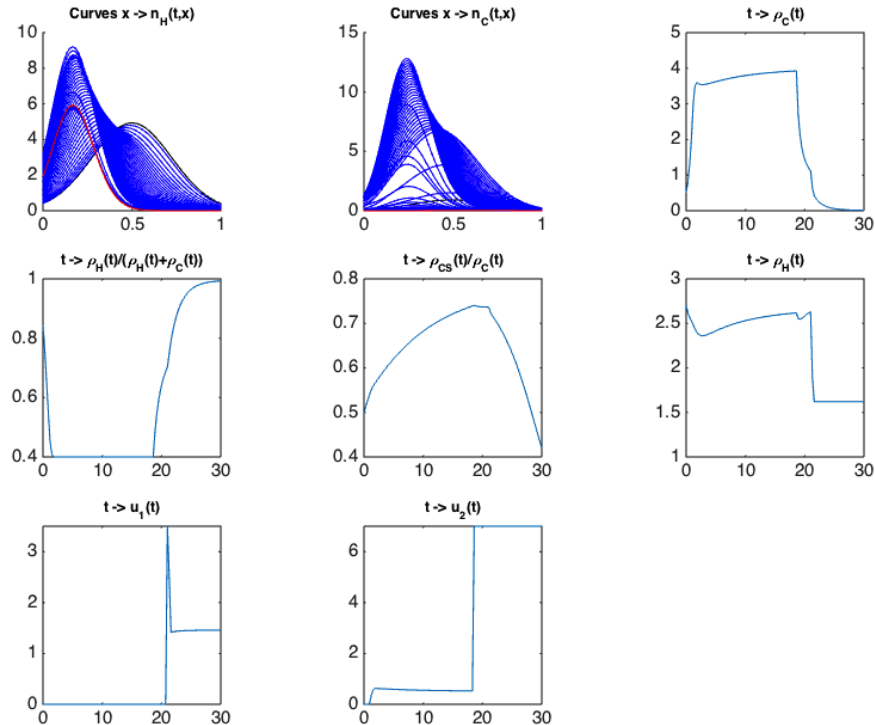 Curves x -> n_H(t,x)
10
8
6
4
2
0
0 0.5 1
Curves x -> n_C(t,x)
15
10
5
0
0 0.5 1
t -> ρ_C(t)
5
4
3
2
1
0
0 10 20 30
t -> ρ_H(t)/(ρ_H(t)+ρ_C(t))
1
0.8
0.6
0.4
0 10 20 30
t -> ρ_CS(t)/ρ_C(t)
0.8
0.7
0.6
0.5
0.4
0 10 20 30
t -> ρ_H(t)
3
2.5
2
1.5
1
0 10 20 30
t -> u_1(t)
3
2
1
0
0 10 20 30
t -> u_2(t)
6
4
2
0
0 10 20 30